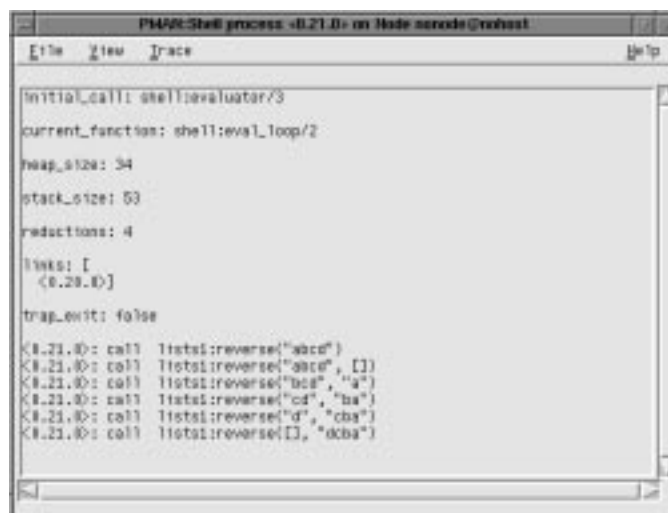 PMAN:Shell process <0.21.0> on Node nonode@nohost
File View Trace Help
initial_call: shell:evaluator/3
current_function: shell:eval_loop/2
heap_size: 34
stack_size: 53
reductions: 4
links: [
<0.20.0>]
trap_exit: false
<0.21.0>: call lists1:reverse("abcd")
<0.21.0>: call lists1:reverse("abcd", [])
<0.21.0>: call lists1:reverse("bcd", "a")
<0.21.0>: call lists1:reverse("cd", "ba")
<0.21.0>: call lists1:reverse("d", "cba")
<0.21.0>: call lists1:reverse([], "dcba")